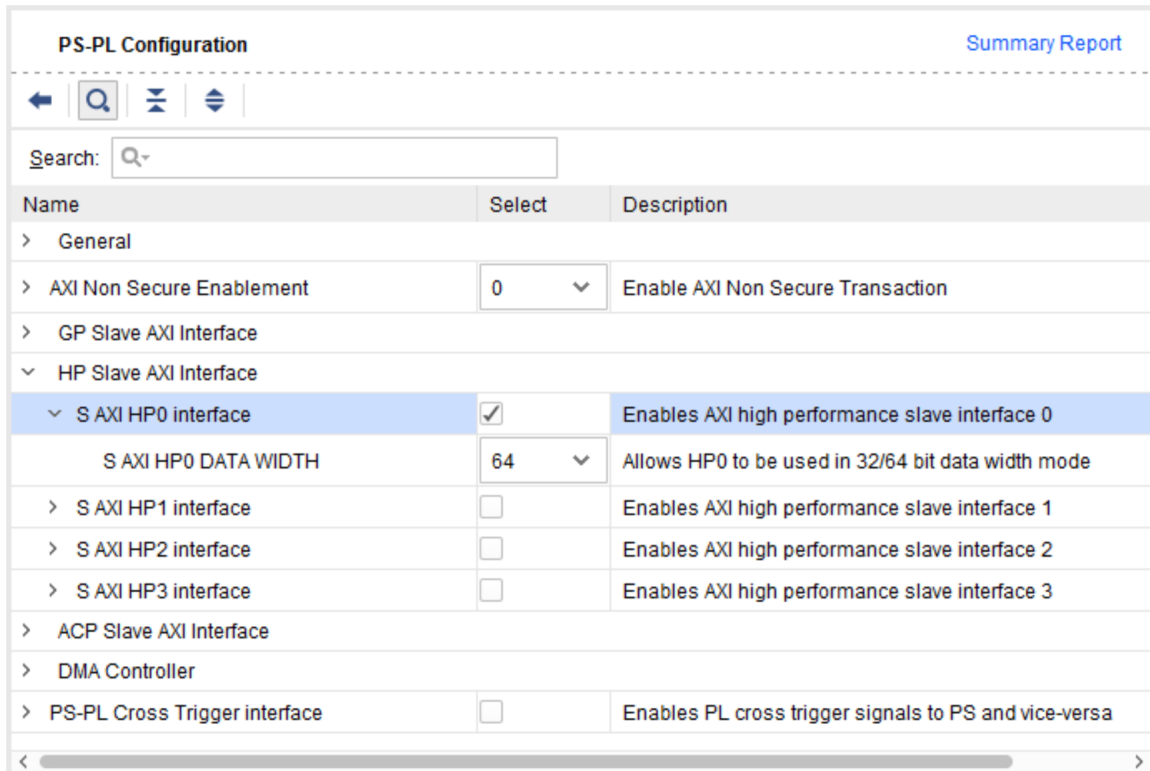 PS-PL Configuration Summary Report
Search:
Name Select Description
General
AXI Non Secure Enablement 0 Enable AXI Non Secure Transaction
GP Slave AXI Interface
HP Slave AXI Interface
S AXI HP0 interface Enables AXI high performance slave interface 0
S AXI HP0 DATA WIDTH 64 Allows HP0 to be used in 32/64 bit data width mode
S AXI HP1 interface Enables AXI high performance slave interface 1
S AXI HP2 interface Enables AXI high performance slave interface 2
S AXI HP3 interface Enables AXI high performance slave interface 3
ACP Slave AXI Interface
DMA Controller
PS-PL Cross Trigger interface Enables PL cross trigger signals to PS and vice-versa